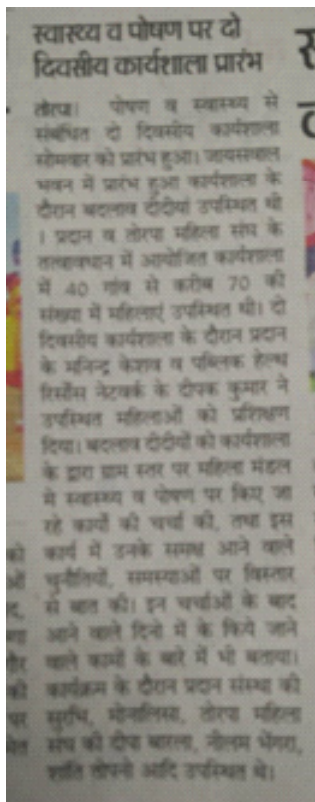 स्वास्थ्य व पोषण पर दो
दिवसीय कार्यशाला प्रारंभ
तोरपा। पोषण व स्वास्थ्य से
संबंधित दो दिवसीय कार्यशाला
सोमवार को प्रारंभ हुआ। जायसवाल
भवन में प्रारंभ हुआ कार्यशाला के
दौरान बदलाव दीदीयां उपस्थित थी
। प्रदान व तोरपा महिला संघ के
तत्वावधान में आयोजित कार्यशाला
में 40 गांव से करीब 70 की
संख्या में महिलाएं उपस्थित थी। दो
दिवसीय कार्यशाला के दौरान प्रदान
के मनिन्द्र केशव व पब्लिक हेल्थ
रिर्सोस नेटवर्क के दीपक कुमार ने
उपस्थित महिलाओं को प्रशिक्षण
दिया। बदलाव दीदीयों को कार्यशाला
के द्वारा ग्राम स्तर पर महिला मंडल
मे स्वास्थ्य व पोषण पर किए जा
रहे कार्यो की चर्चा की, तथा इस
कार्य में उनके समक्ष आने वाले
चुनौतियों, समस्याओं पर विस्तार
से बात की। इन चर्चाओं के बाद
आने वाले दिनो में के किये जाने
वाले कामों के बारे में भी बताया।
कार्यक्रम के दौरान प्रदान संस्था की
सुरभि, मोनालिसा, तोरपा महिला
संघ की दीपा बारला, नीलम भेंगरा,
शांति तोपनो आदि उपस्थित थे।